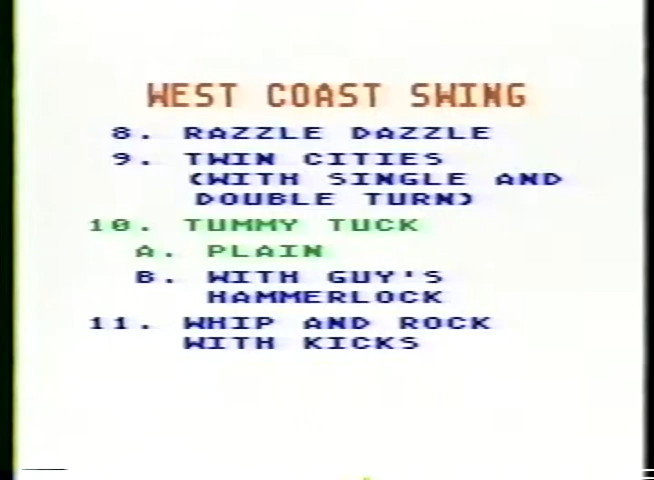 WEST COAST SWING
8. RAZZLE DAZZLE
9. TWIN CITIES
(WITH SINGLE AND
DOUBLE TURN)
10. TUMMY TUCK
A. PLAIN
B. WITH GUY'S
HAMMERLOCK
11. WHIP AND ROCK
WITH KICKS